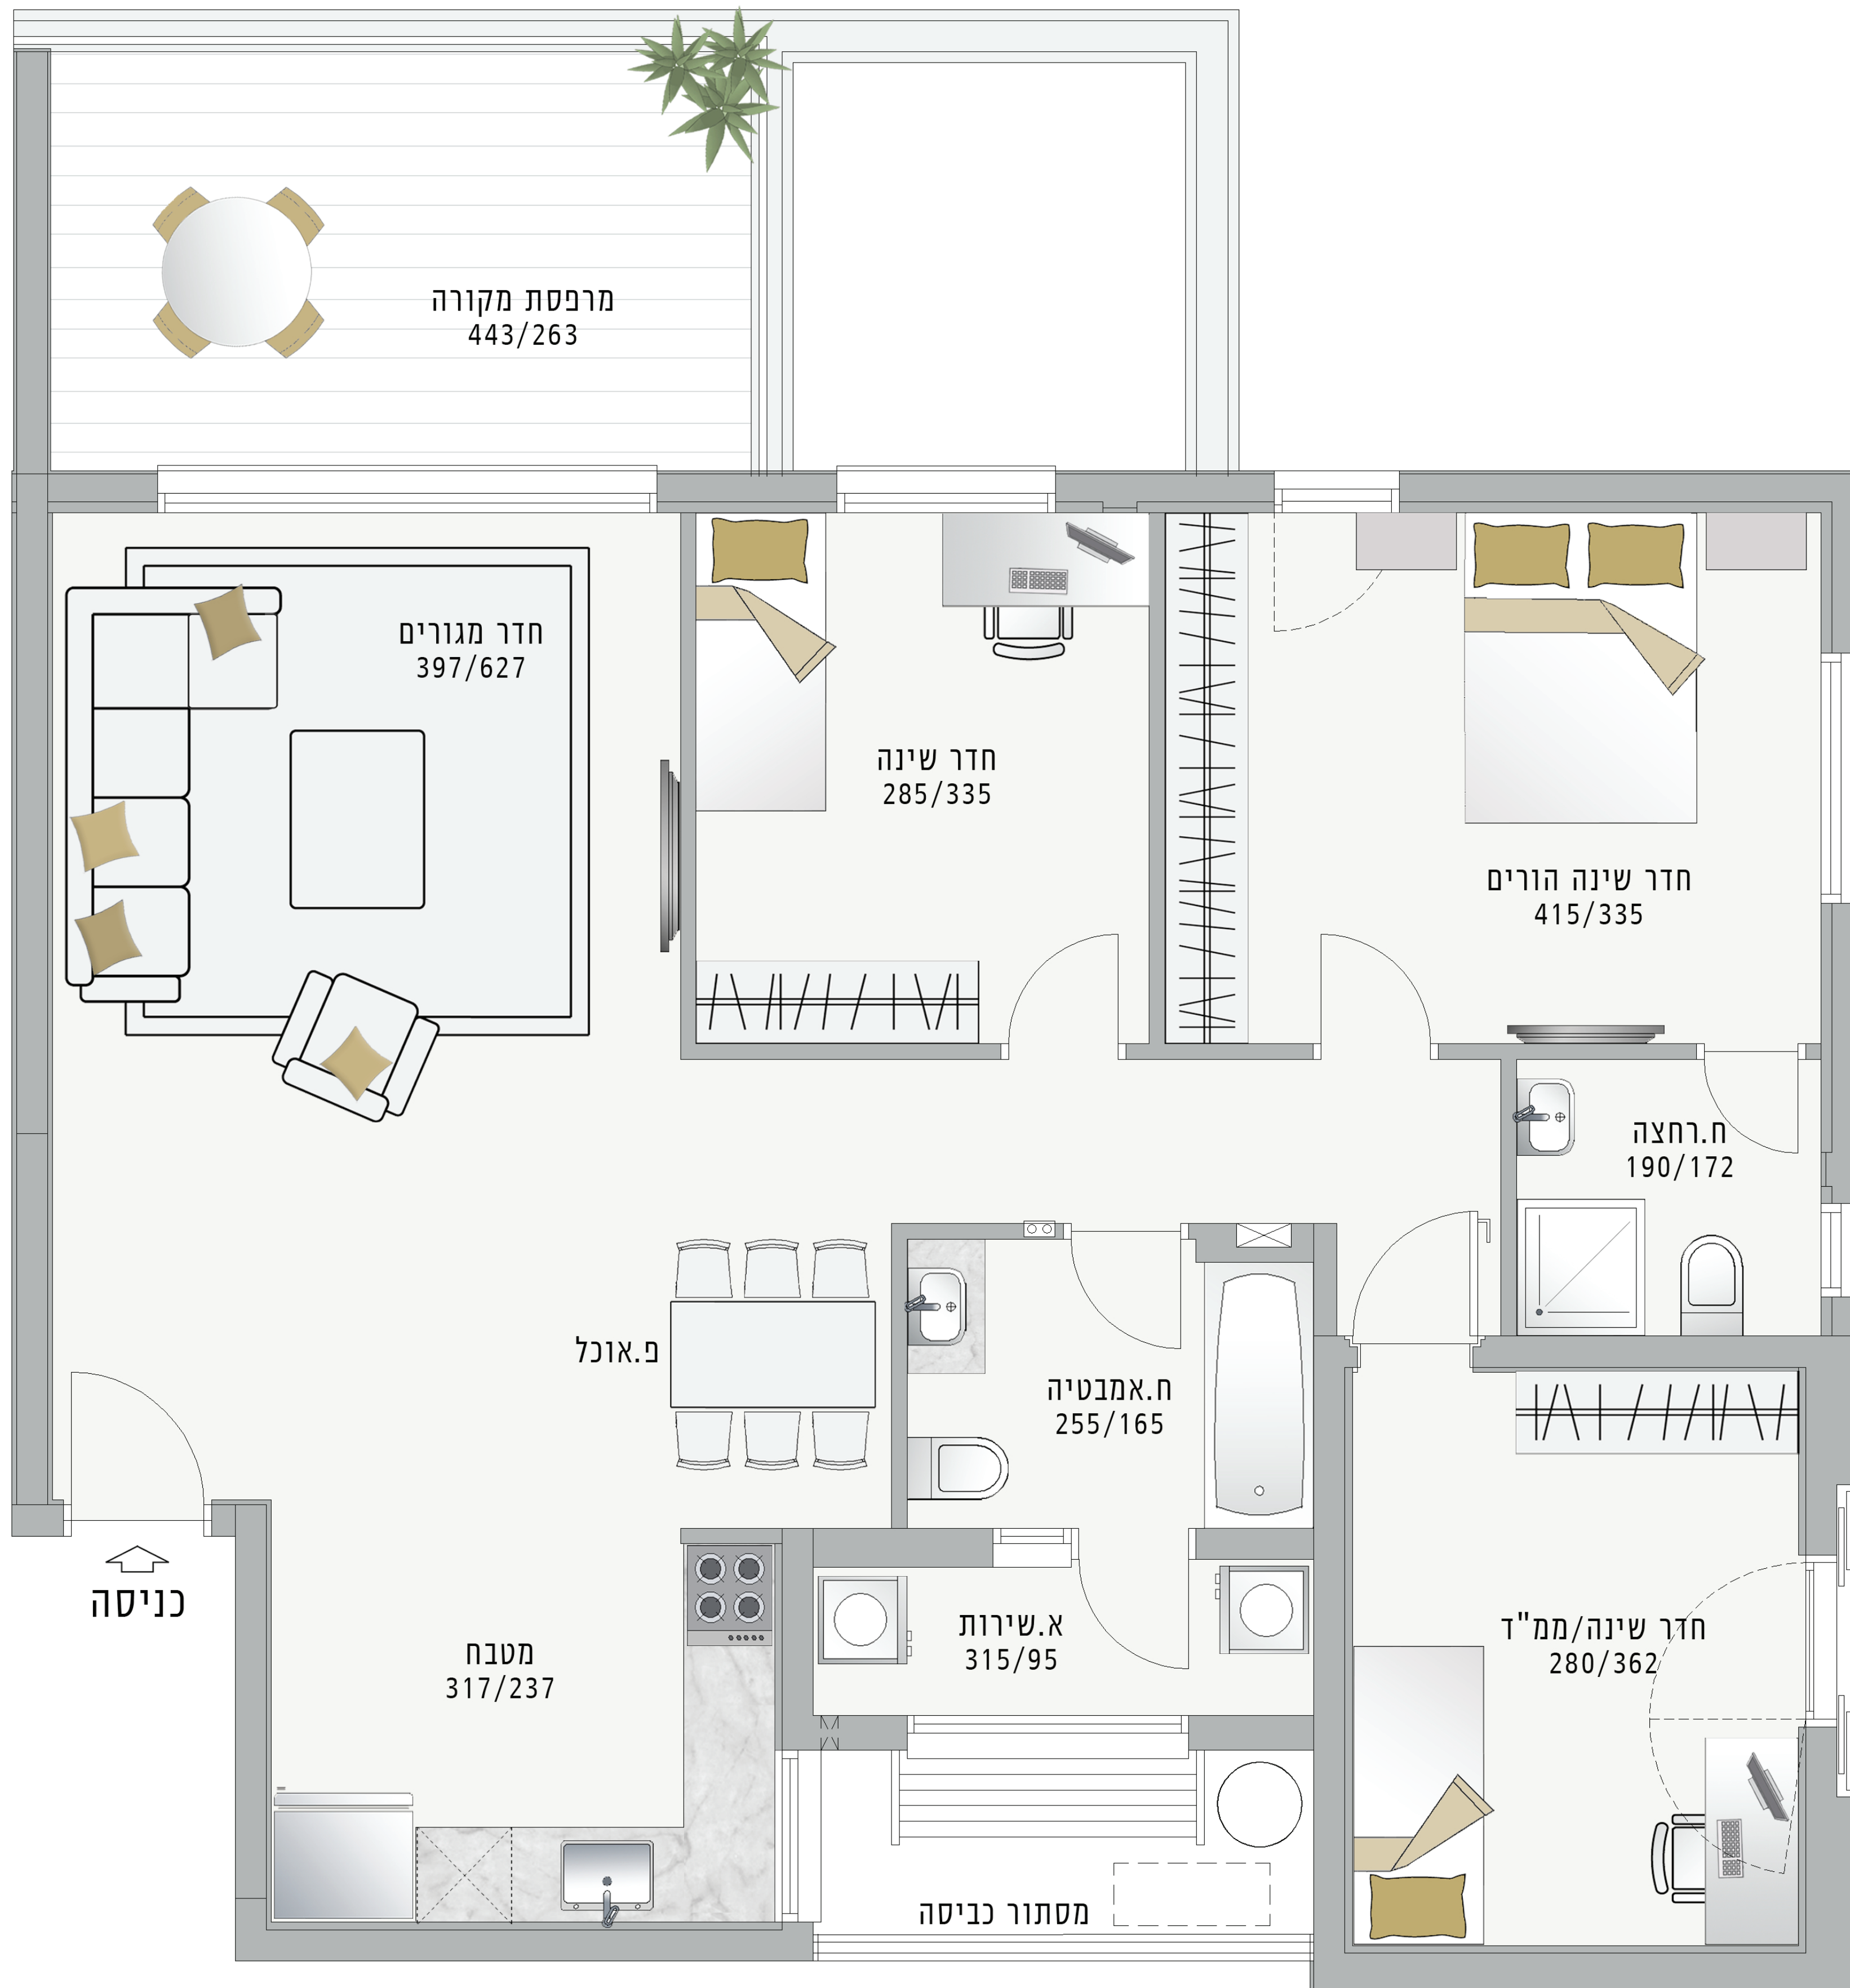 מרפסת מקורה
443/263
חדר מגורים
397/627
חדר שינה
285/335
חדר שינה הורים
415/335
ח.רחצה
190/172
פ.אוכל
ח.אמבטיה
255/165
כניסה
מטבח
317/237
א.שירות
315/95
חדר שינה/ממ"ד
280/362
מסתור כביסה